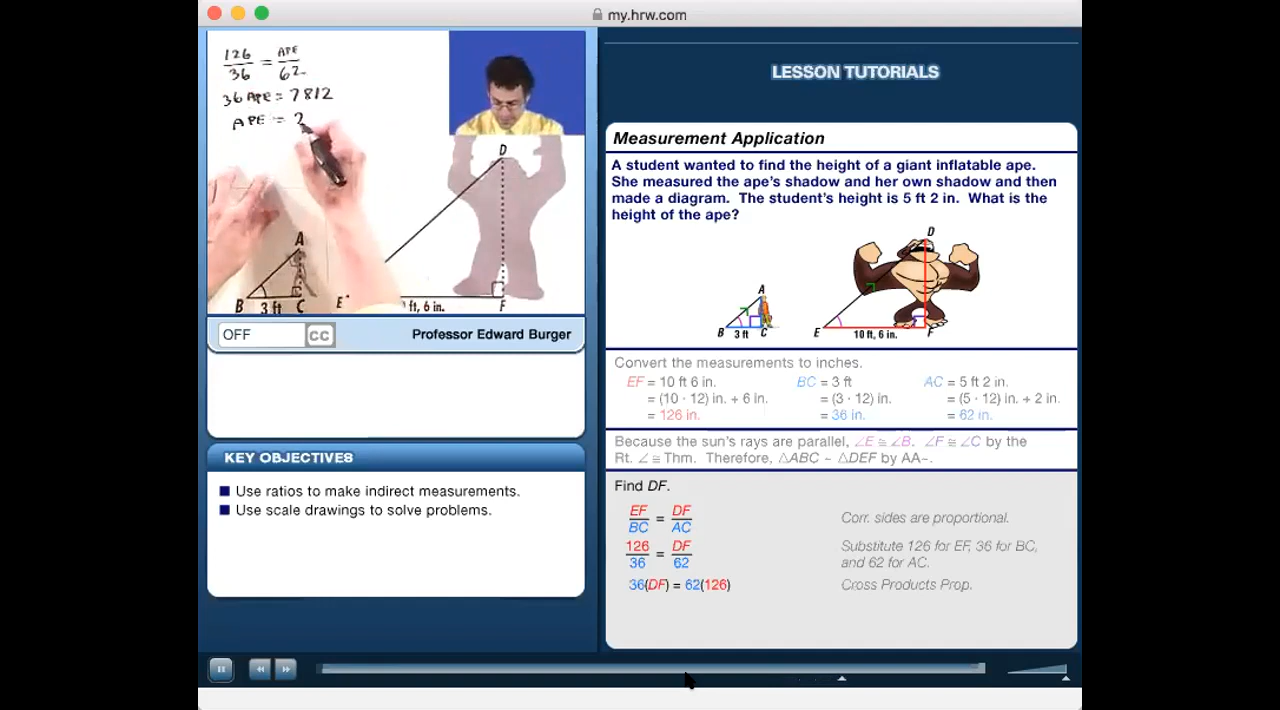 my.hrw.com
126/36 = APE/62
36 APE = 7812
APE = 2
D
A
B 3 ft C E
ft, 6 in. F
OFF CC Professor Edward Burger
KEY OBJECTIVES
Use ratios to make indirect measurements.
Use scale drawings to solve problems.
LESSON TUTORIALS
Measurement Application
A student wanted to find the height of a giant inflatable ape.
She measured the ape's shadow and her own shadow and then
made a diagram. The student's height is 5 ft 2 in. What is the
height of the ape?
D
A
B 3 ft C E 10 ft, 6 in. F
Convert the measurements to inches.
EF = 10 ft 6 in. BC = 3 ft AC = 5 ft 2 in.
= (10 · 12) in. + 6 in. = (3 · 12) in. = (5 · 12) in. + 2 in.
= 126 in. = 36 in. = 62 in.
Because the sun's rays are parallel, ∠E ≅ ∠B. ∠F ≅ ∠C by the
Rt. ∠ ≅ Thm. Therefore, △ABC ~ △DEF by AA~.
Find DF.
EF/BC = DF/AC Corr. sides are proportional.
126/36 = DF/62 Substitute 126 for EF, 36 for BC,
and 62 for AC.
36(DF) = 62(126) Cross Products Prop.